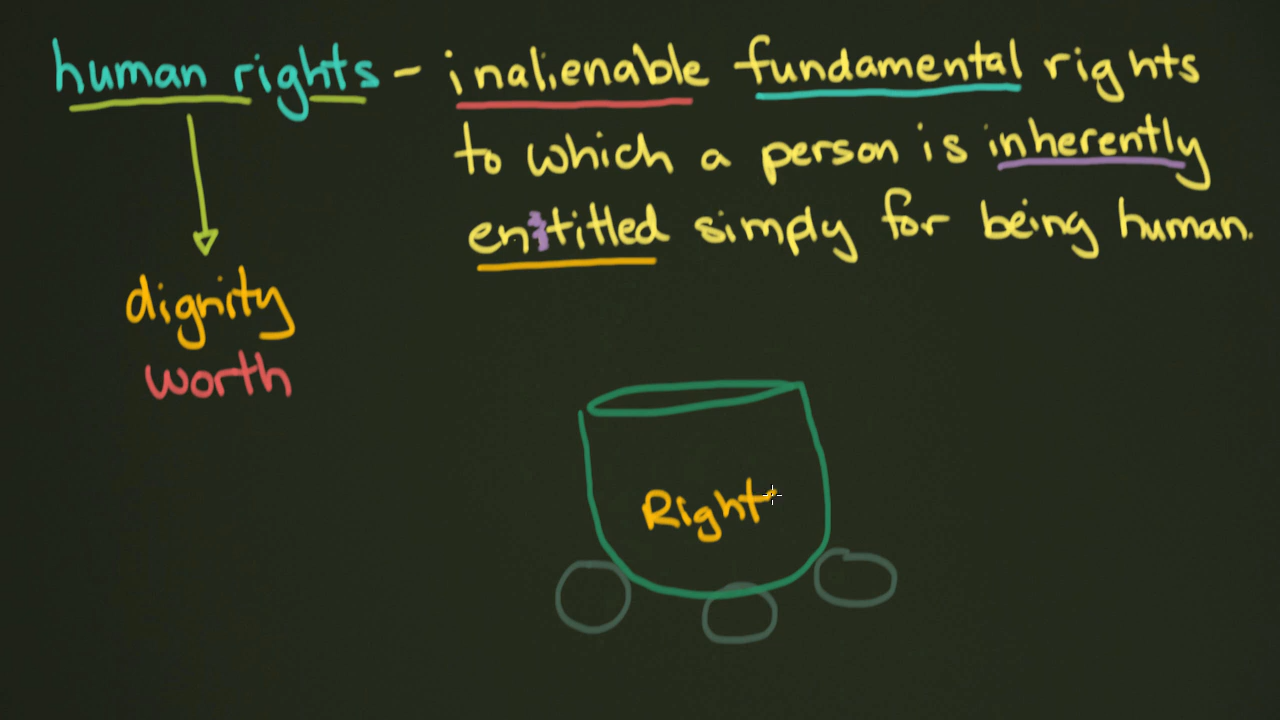 human rights - inalienable fundamental rights
to which a person is inherently
entitled simply for being human.
dignity
worth
Right